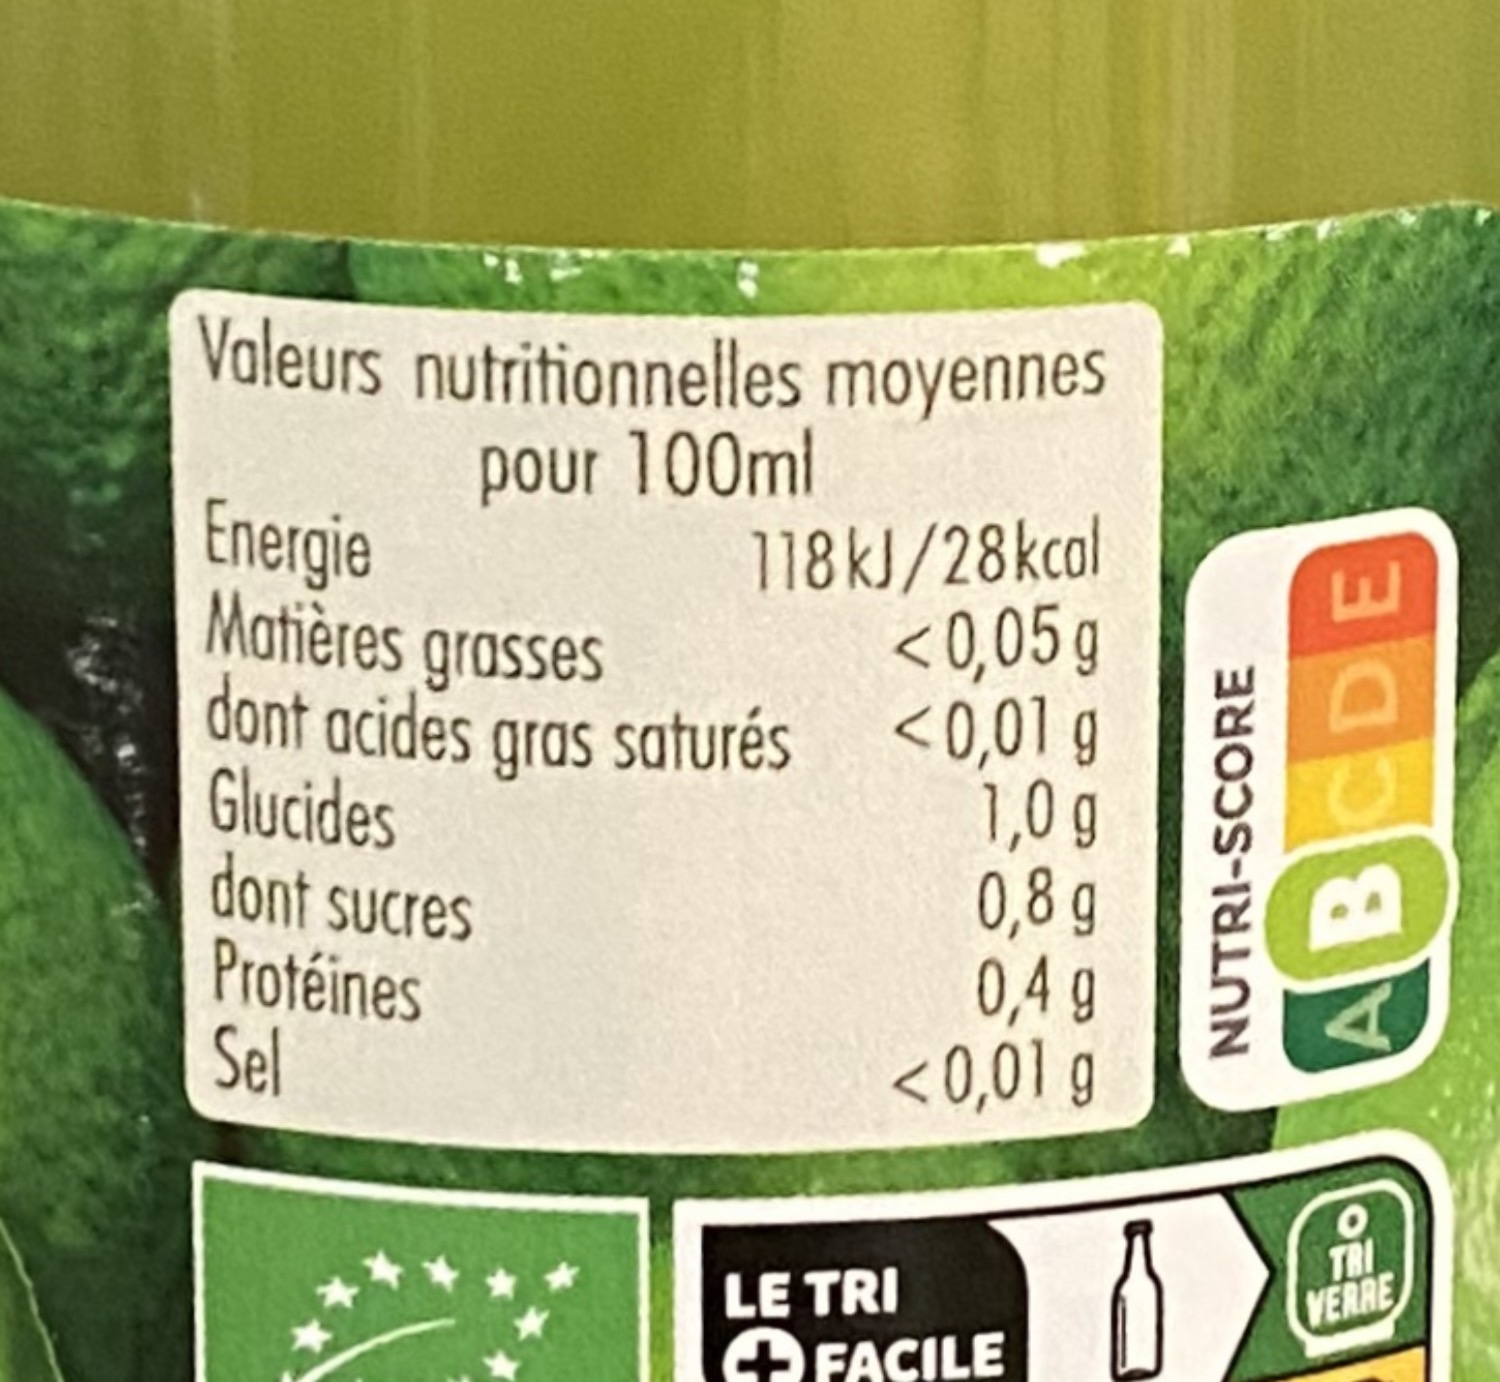 Valeurs nutritionnelles moyennes
pour 100ml
Energie 118 kJ/28 kcal
Matières grasses <0,05 g
dont acides gras saturés <0,01 g
Glucides 1,0 g
dont sucres 0,8 g
Protéines 0,4 g
Sel <0,01 g
NUTRI-SCORE
A B C D E
LE TRI
+ FACILE
TRI
VERRE